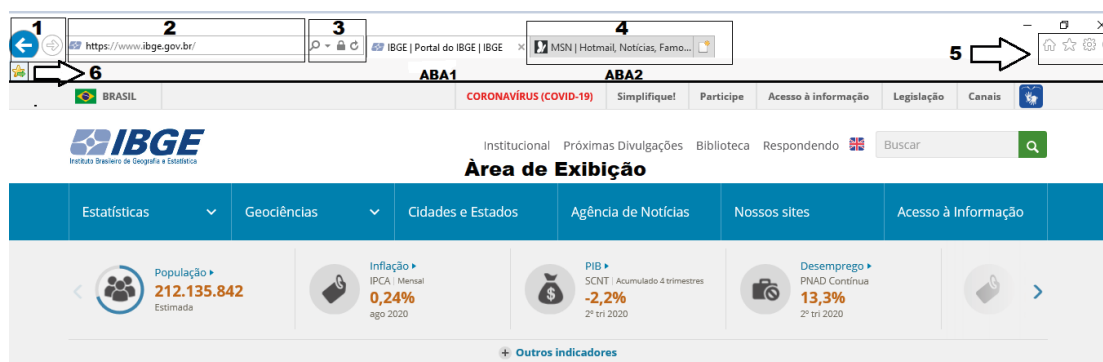 1 2 3 4
https://www.ibge.gov.br/ IBGE | Portal do IBGE | IBGE MSN | Hotmail, Notícias, Famo...
5
6 ABA1 ABA2
BRASIL CORONAVÍRUS (COVID-19) Simplifique! Participe Acesso à informação Legislação Canais
IBGE
Instituto Brasileiro de Geografia e Estatística
Institucional Próximas Divulgações Biblioteca Respondendo Buscar
Àrea de Exibição
Estatísticas Geociências Cidades e Estados Agência de Notícias Nossos sites Acesso à Informação
População
212.135.842
Estimada
Inflação
IPCA | Mensal
0,24%
ago 2020
PIB
SCNT | Acumulado 4 trimestres
-2,2%
2º tri 2020
Desemprego
PNAD Contínua
13,3%
2º tri 2020
Outros indicadores